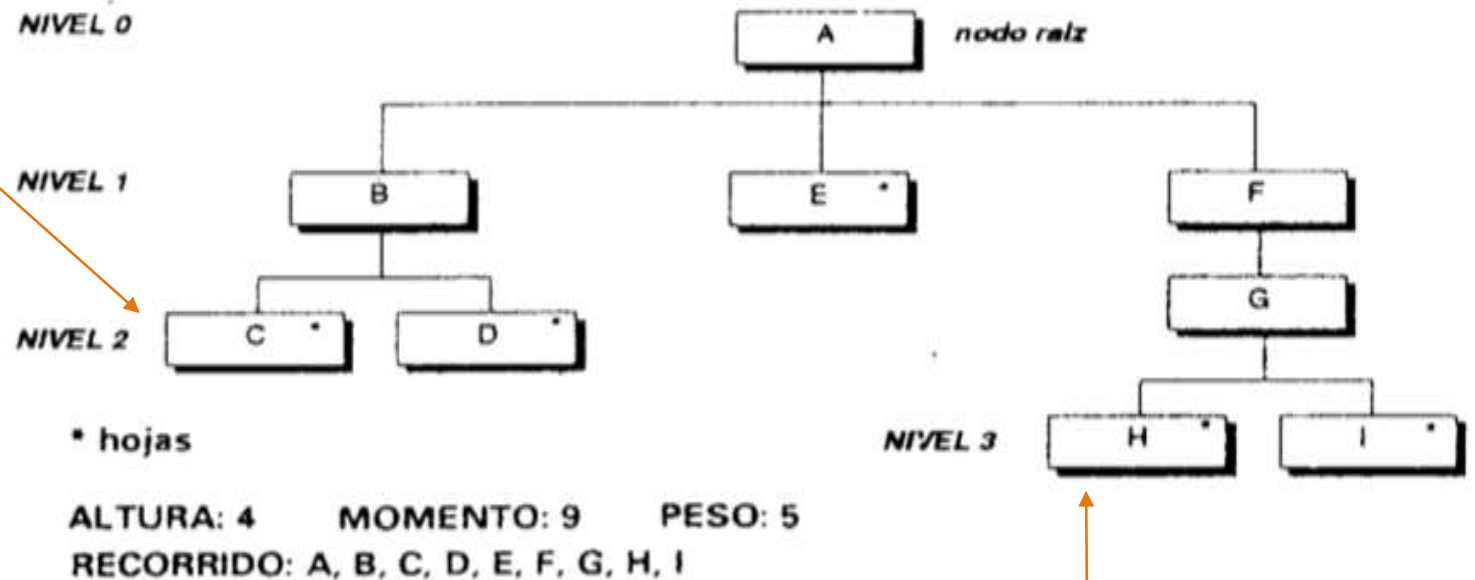 NIVEL 0
A
nodo raiz
NIVEL 1
B
E *
F
G
NIVEL 2
C *
D *
* hojas
NIVEL 3
H *
I *
ALTURA: 4 MOMENTO: 9 PESO: 5
RECORRIDO: A, B, C, D, E, F, G, H, I